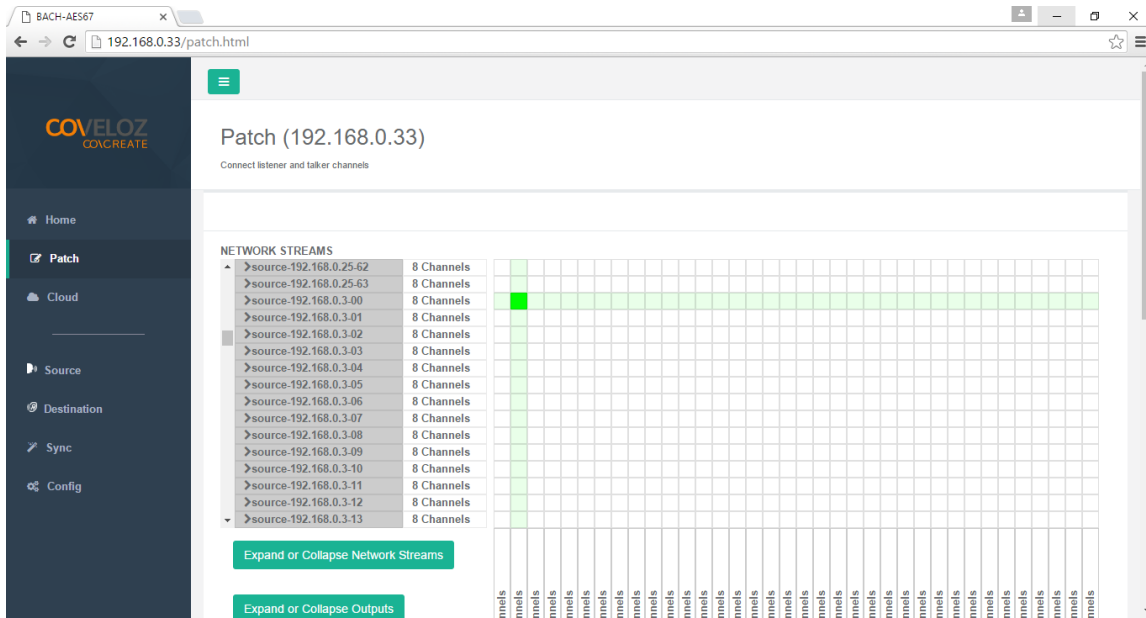 BACH-AES67
192.168.0.33/patch.html
COVELOZ
CO\CREATE
Patch (192.168.0.33)
Connect listener and talker channels
Home
Patch
Cloud
Source
Destination
Sync
Config
NETWORK STREAMS
source-192.168.0.25-62 8 Channels
source-192.168.0.25-63 8 Channels
source-192.168.0.3-00 8 Channels
source-192.168.0.3-01 8 Channels
source-192.168.0.3-02 8 Channels
source-192.168.0.3-03 8 Channels
source-192.168.0.3-04 8 Channels
source-192.168.0.3-05 8 Channels
source-192.168.0.3-06 8 Channels
source-192.168.0.3-07 8 Channels
source-192.168.0.3-08 8 Channels
source-192.168.0.3-09 8 Channels
source-192.168.0.3-10 8 Channels
source-192.168.0.3-11 8 Channels
source-192.168.0.3-12 8 Channels
source-192.168.0.3-13 8 Channels
Expand or Collapse Network Streams
Expand or Collapse Outputs